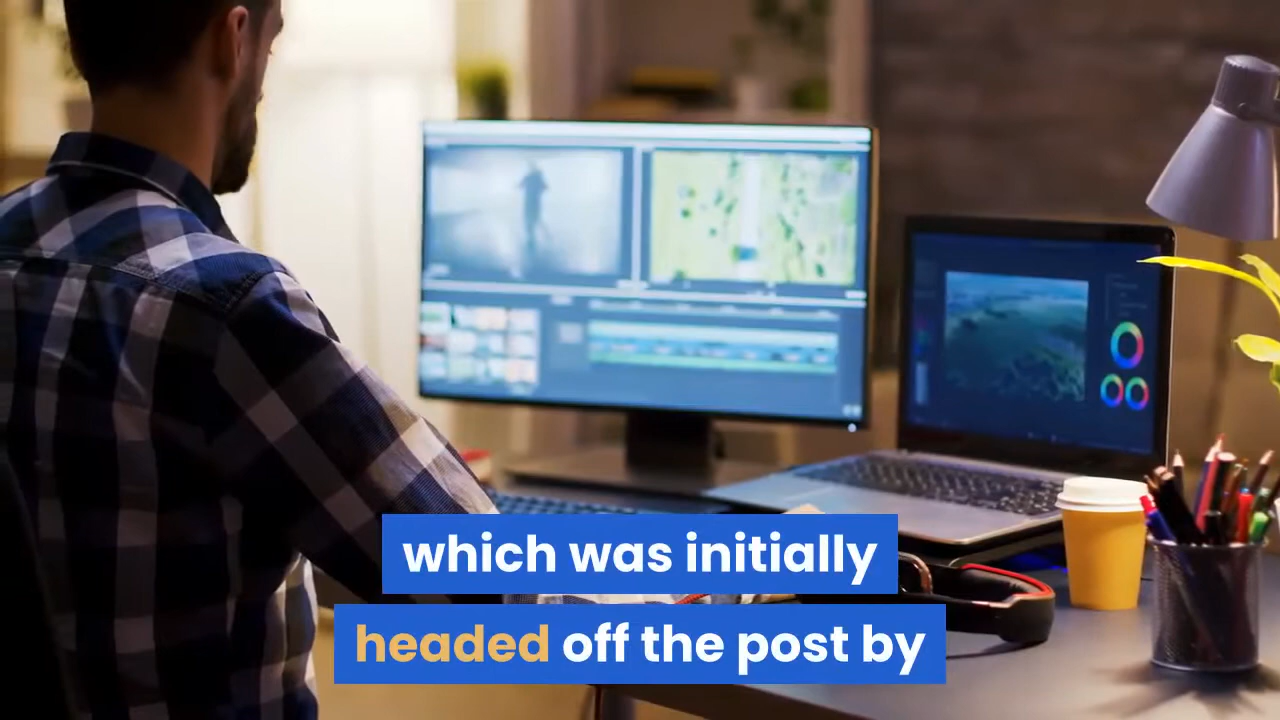 which was initially
headed off the post by